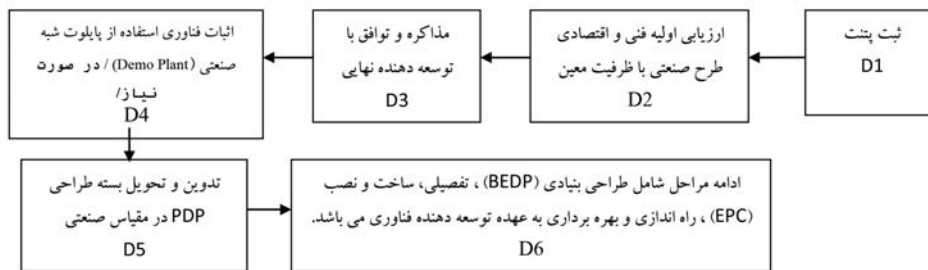 ثبت پتنت
D1
ارزیابی اولیه فنی و اقتصادی
طرح صنعتی با ظرفیت معین
D2
مذاکره و توافق با
توسعه دهنده نهایی
D3
اثبات فناوری استفاده از پایلوت شبه
صنعتی (Demo Plant) / در صورت
نیاز/
D4
تدوین و تحویل بسته طراحی
PDP در مقیاس صنعتی
D5
ادامه مراحل شامل طراحی بنیادی (BEDP) ، تفصیلی، ساخت و نصب
(EPC) ، راه اندازی و بهره برداری به عهده توسعه دهنده فناوری می باشد.
D6